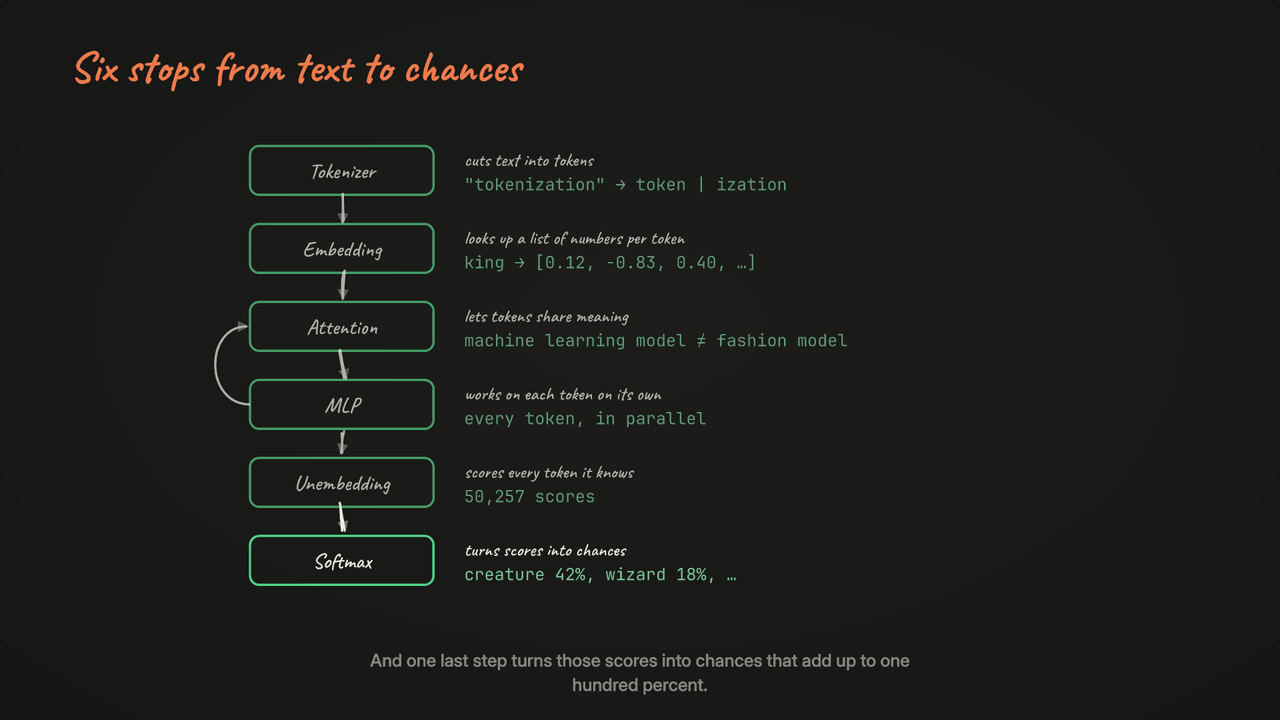 Six stops from text to chances
Tokenizer
cuts text into tokens
"tokenization" → token | ization
Embedding
looks up a list of numbers per token
king → [0.12, -0.83, 0.40, …]
Attention
lets tokens share meaning
machine learning model ≠ fashion model
MLP
works on each token on its own
every token, in parallel
Unembedding
scores every token it knows
50,257 scores
Softmax
turns scores into chances
creature 42%, wizard 18%, …
And one last step turns those scores into chances that add up to one
hundred percent.